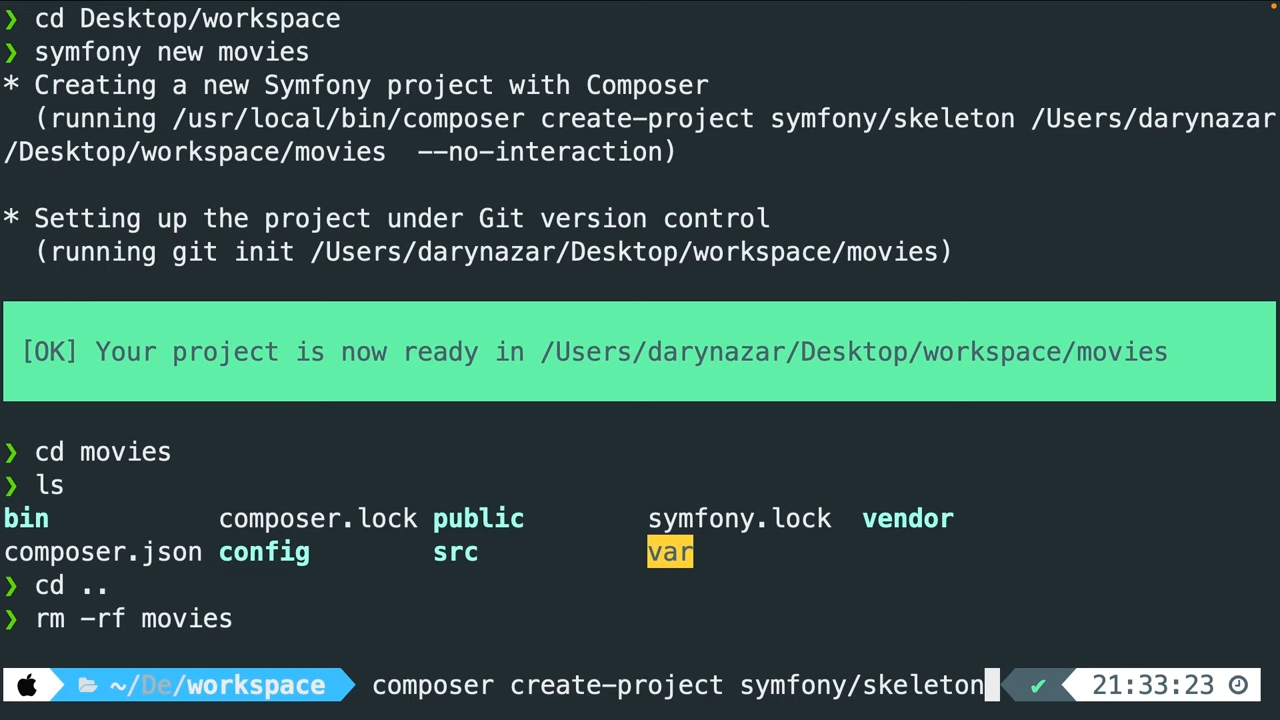 ❯ cd Desktop/workspace
❯ symfony new movies
* Creating a new Symfony project with Composer
(running /usr/local/bin/composer create-project symfony/skeleton /Users/darynazar
/Desktop/workspace/movies --no-interaction)
* Setting up the project under Git version control
(running git init /Users/darynazar/Desktop/workspace/movies)
[OK] Your project is now ready in /Users/darynazar/Desktop/workspace/movies
❯ cd movies
❯ ls
bin composer.lock public symfony.lock vendor
composer.json config src var
❯ cd ..
❯ rm -rf movies
~/De/workspace composer create-project symfony/skeleton ✔ 21:33:23